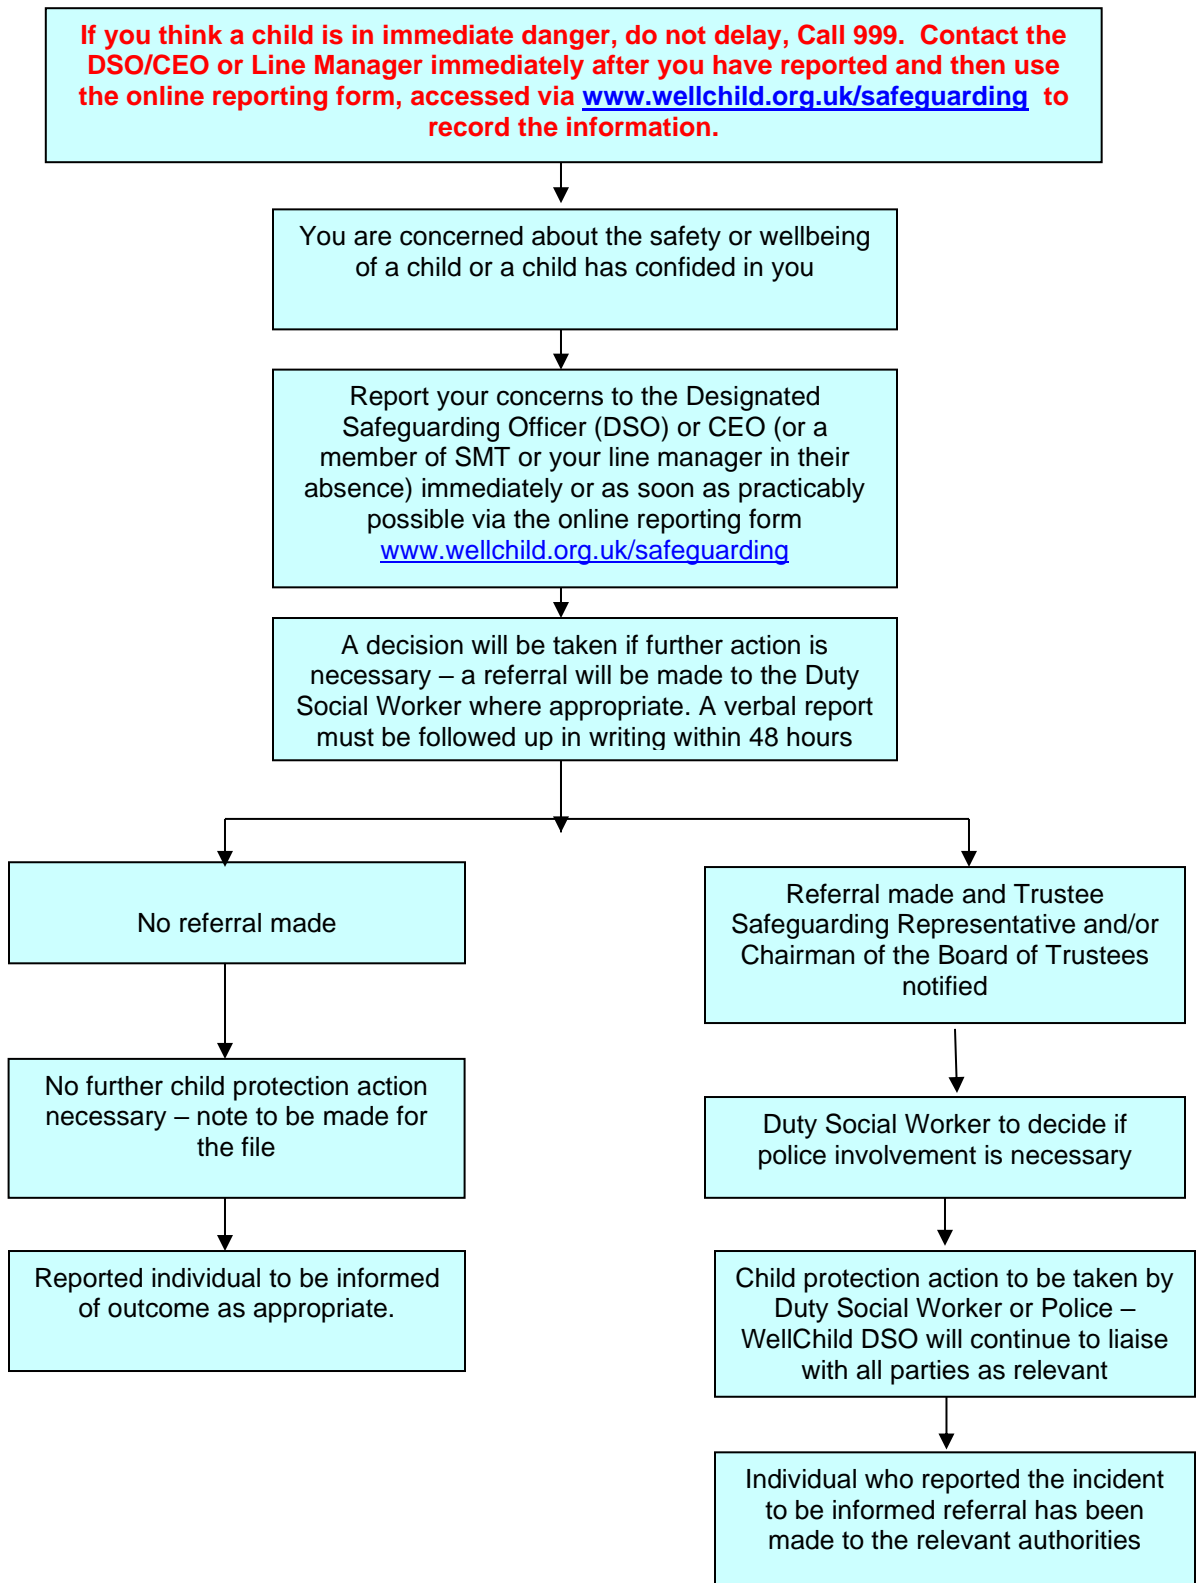 If you think a child is in immediate danger, do not delay, Call 999.  Contact the
DSO/CEO or Line Manager immediately after you have reported and then use
the online reporting form, accessed via www.wellchild.org.uk/safeguarding  to
record the information.
You are concerned about the safety or wellbeing
of a child or a child has confided in you
Report your concerns to the Designated
Safeguarding Officer (DSO) or CEO (or a
member of SMT or your line manager in their
absence) immediately or as soon as practicably
possible via the online reporting form
www.wellchild.org.uk/safeguarding
A decision will be taken if further action is
necessary – a referral will be made to the Duty
Social Worker where appropriate. A verbal report
must be followed up in writing within 48 hours
No referral made
No further child protection action
necessary – note to be made for
the file
Reported individual to be informed
of outcome as appropriate.
Referral made and Trustee
Safeguarding Representative and/or
Chairman of the Board of Trustees
notified
Duty Social Worker to decide if
police involvement is necessary
Child protection action to be taken by
Duty Social Worker or Police –
WellChild DSO will continue to liaise
with all parties as relevant
Individual who reported the incident
to be informed referral has been
made to the relevant authorities